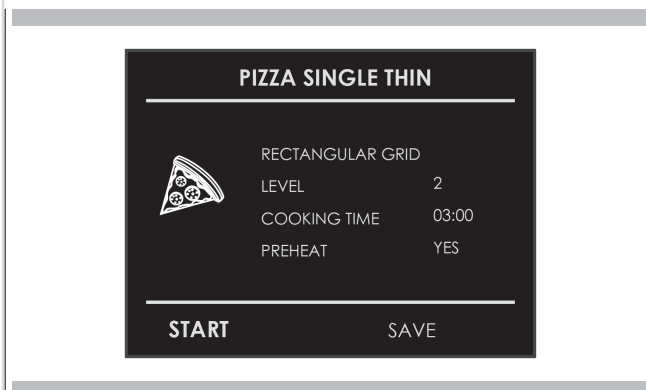 PIZZA SINGLE THIN
RECTANGULAR GRID
LEVEL 2
COOKING TIME 03:00
PREHEAT YES
START SAVE